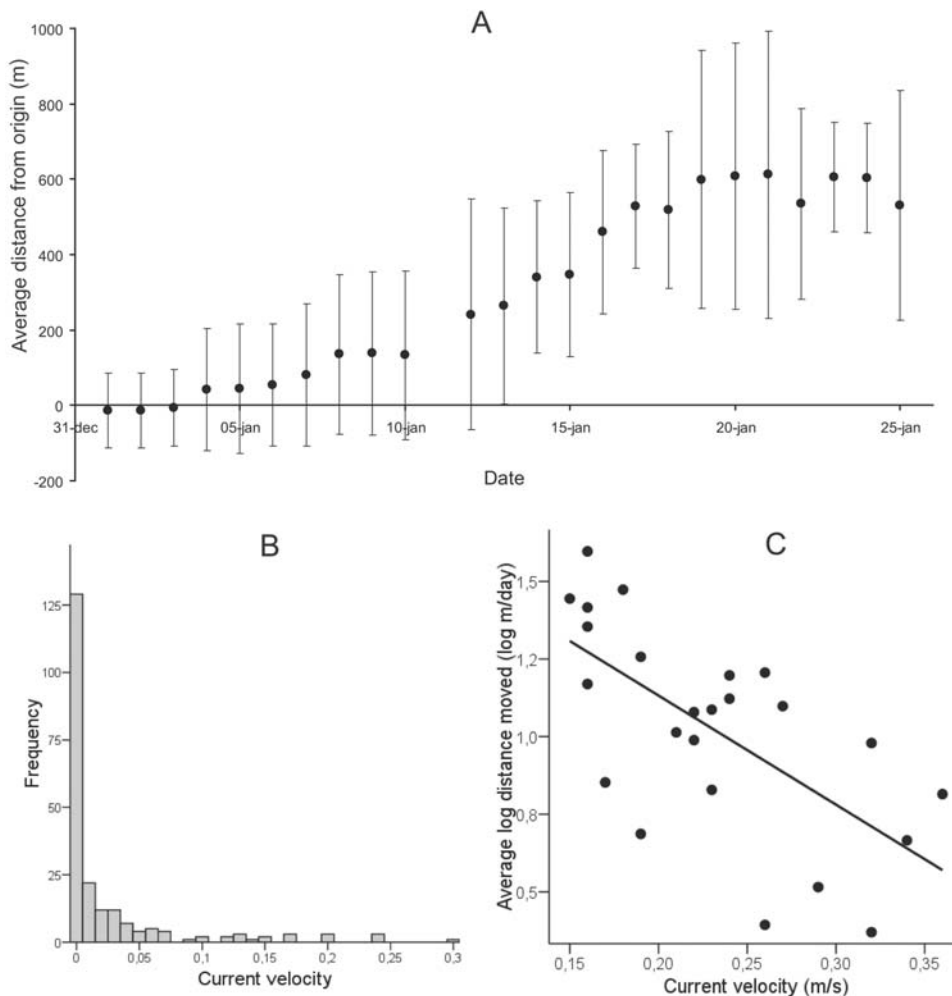 A
Average distance from origin (m)
1000
800
600
400
200
0
-200
31-dec
05-jan
10-jan
15-jan
20-jan
25-jan
Date
B
Frequency
125
100
75
50
25
0
0
0,05
0,1
0,15
0,2
0,25
0,3
Current velocity
C
Average log distance moved (log m/day)
1,5
1,2
1,0
0,8
0,5
0,15
0,20
0,25
0,30
0,35
Current velocity (m/s)